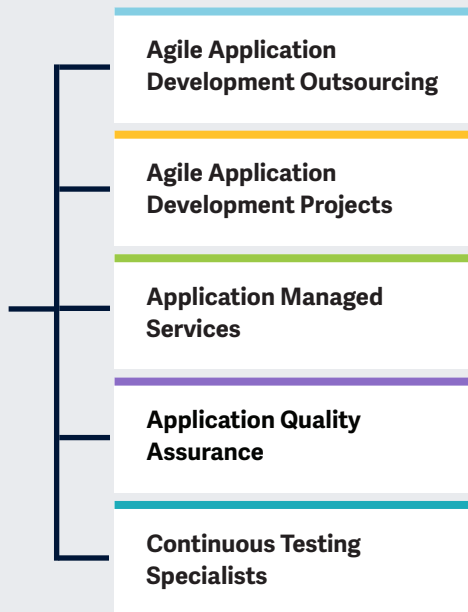 Agile Application
Development Outsourcing
Agile Application
Development Projects
Application Managed
Services
Application Quality
Assurance
Continuous Testing
Specialists